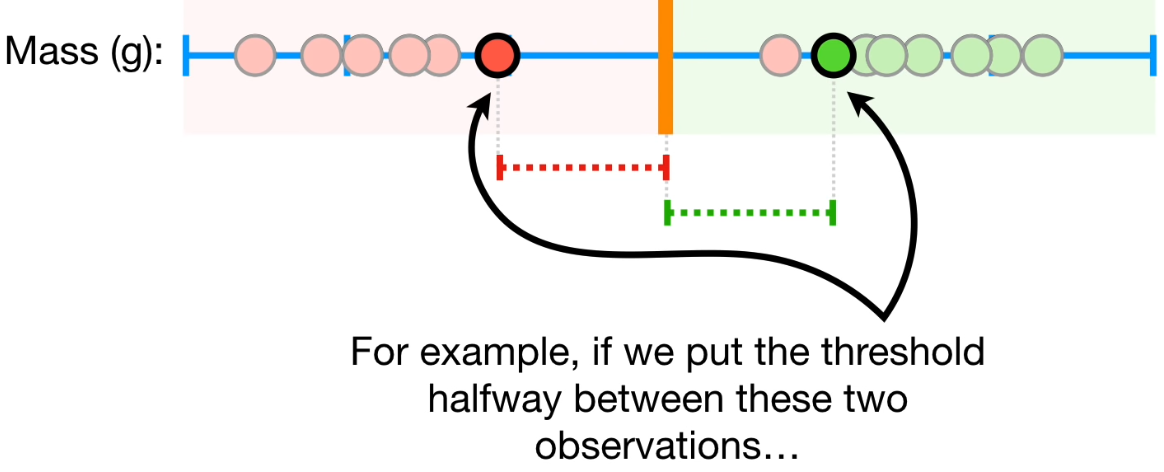 Mass (g):
For example, if we put the threshold
halfway between these two
observations…